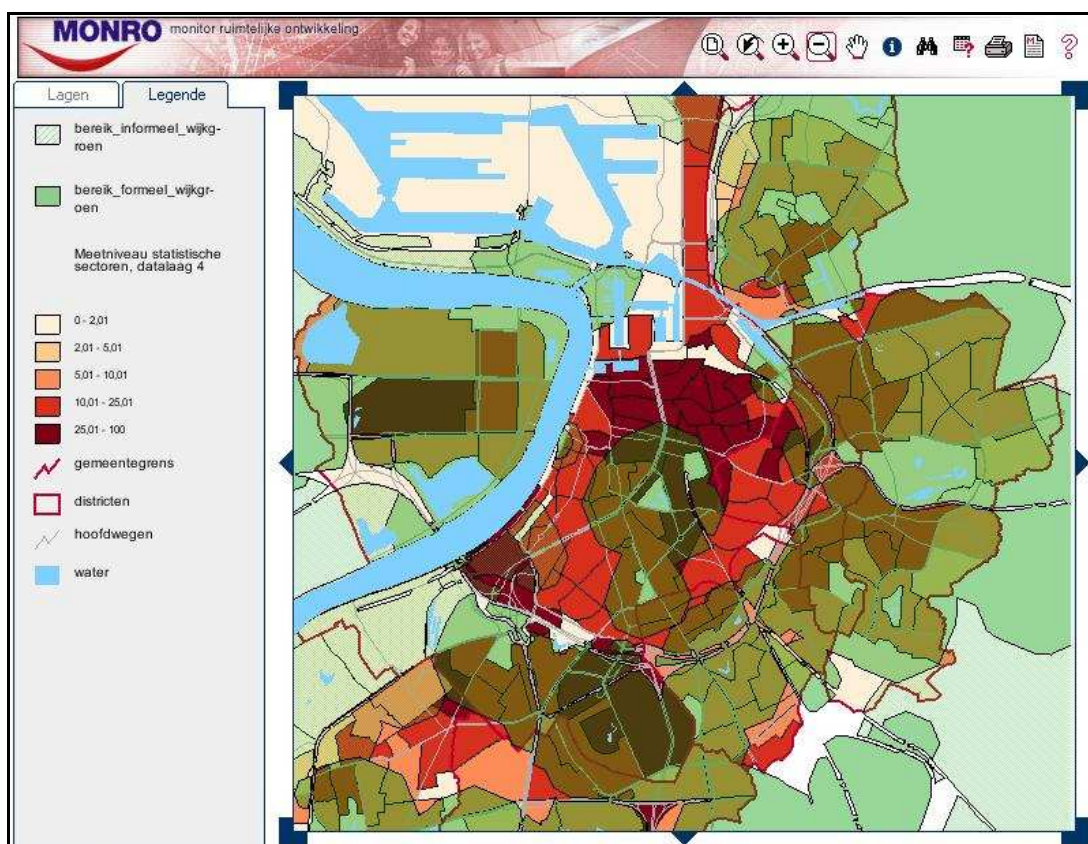 MONRO monitor ruimtelijke ontwikkeling
Lagen
Legende
bereik_informeel_wijkg-
roen
bereik_formeel_wijkgr-
oen
Meetniveau statistische
sectoren, datalaag 4
0 - 2,01
2,01 - 5,01
5,01 - 10,01
10,01 - 25,01
25,01 - 100
gemeentegrens
districten
hoofdwegen
water